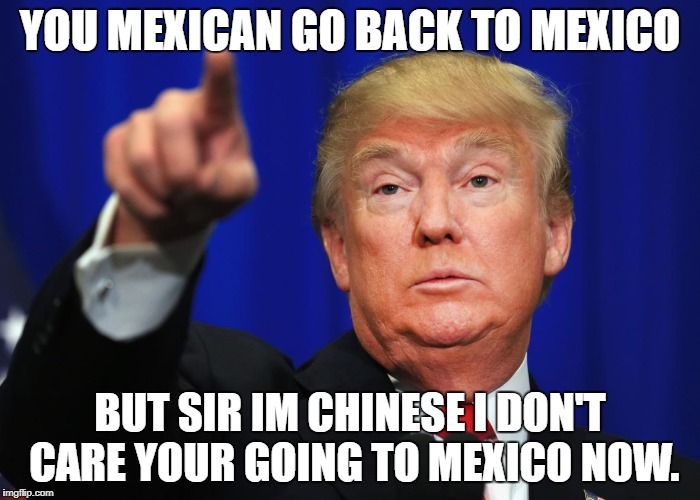 YOU MEXICAN GO BACK TO MEXICO
BUT SIR IM CHINESE I DON'T
CARE YOUR GOING TO MEXICO NOW.
imgflip.com